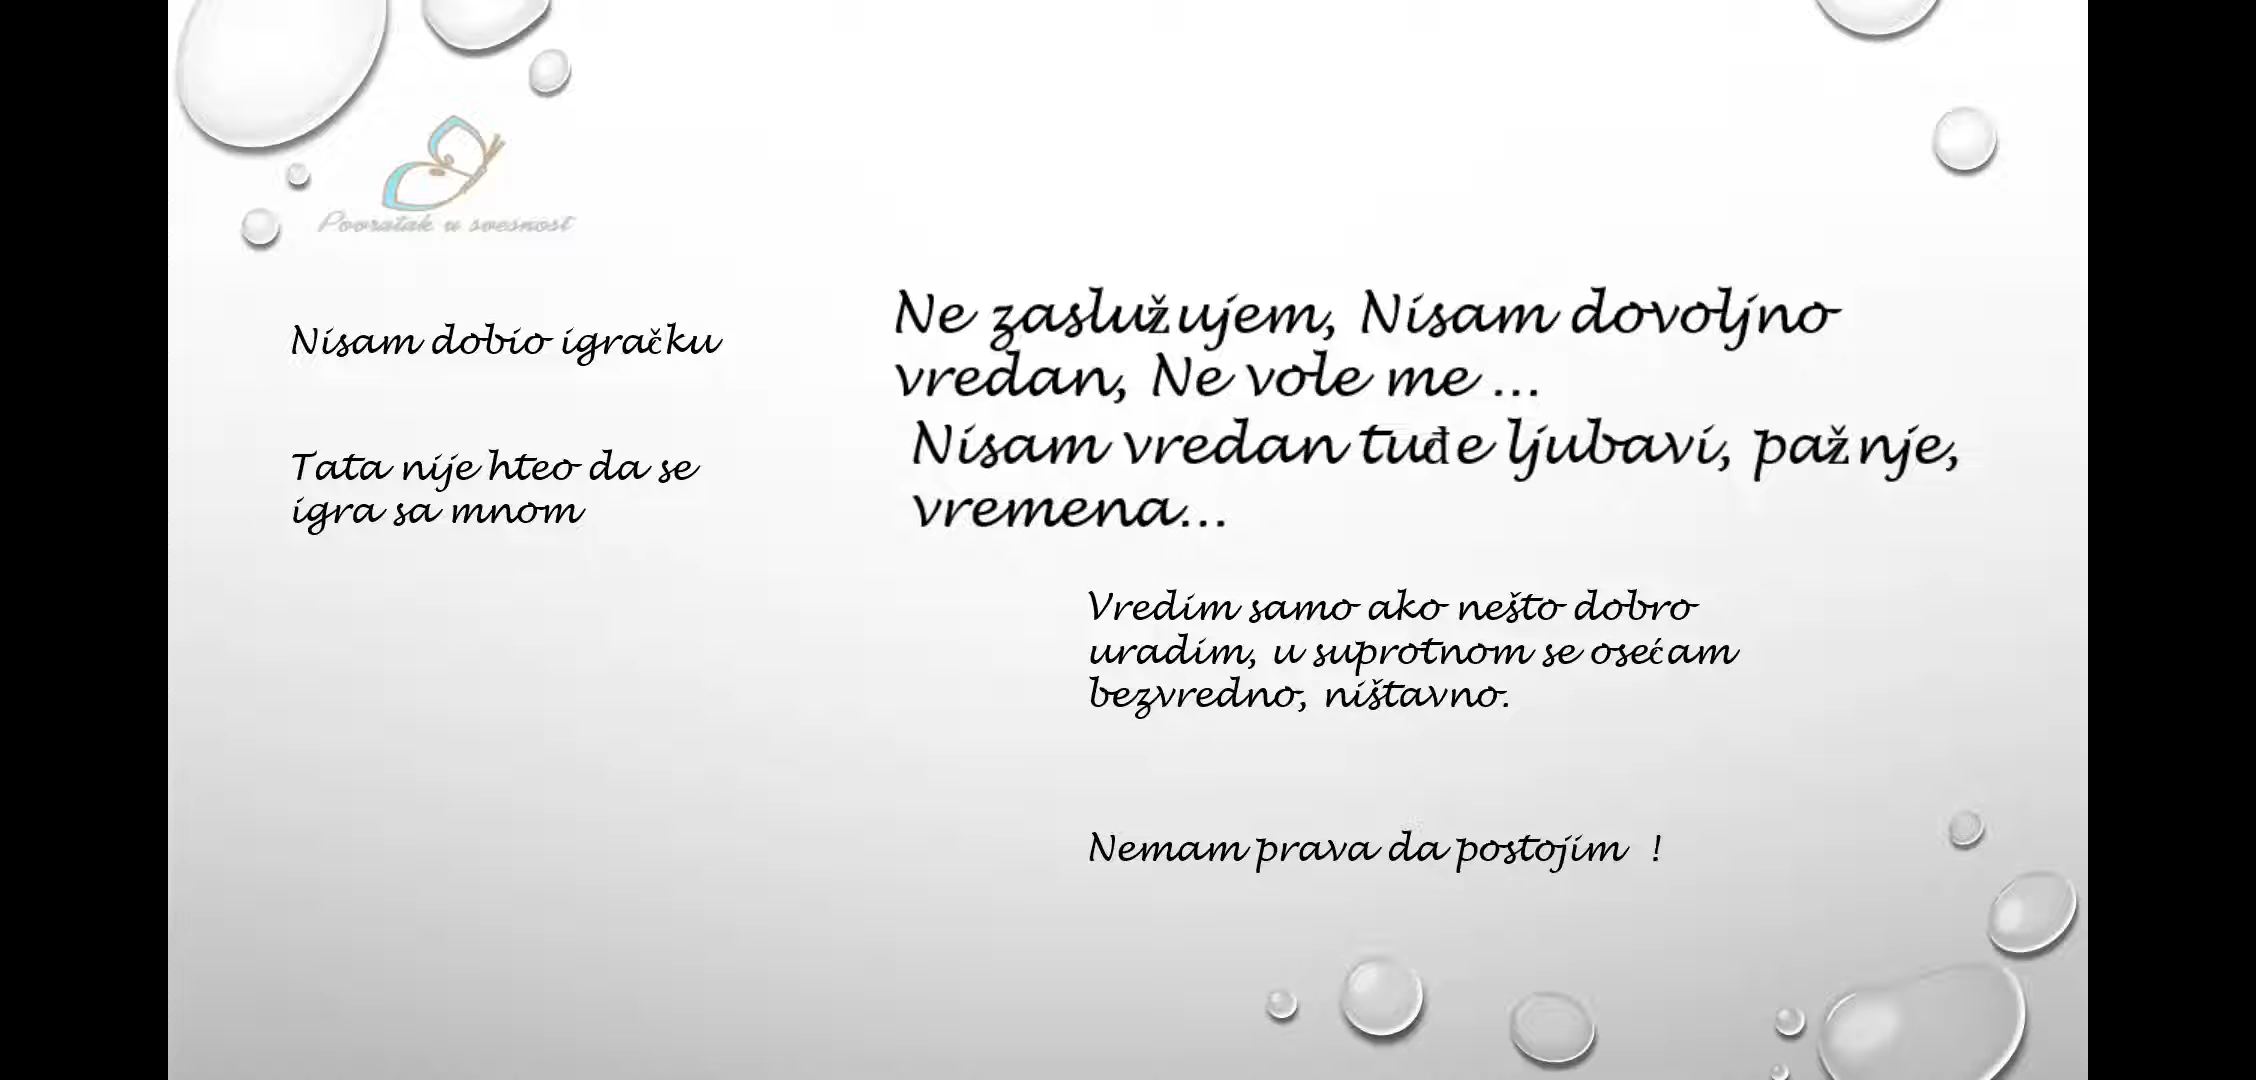 Povratak u svesnost
Nisam dobio igračku
Tata nije hteo da se
igra sa mnom
Ne zaslužujem, Nisam dovoljno
vredan, Ne vole me ...
Nisam vredan tuđe ljubavi, pažnje,
vremena...
Vredim samo ako nešto dobro
uradim, u suprotnom se osećam
bezvredno, ništavno.
Nemam prava da postojim !